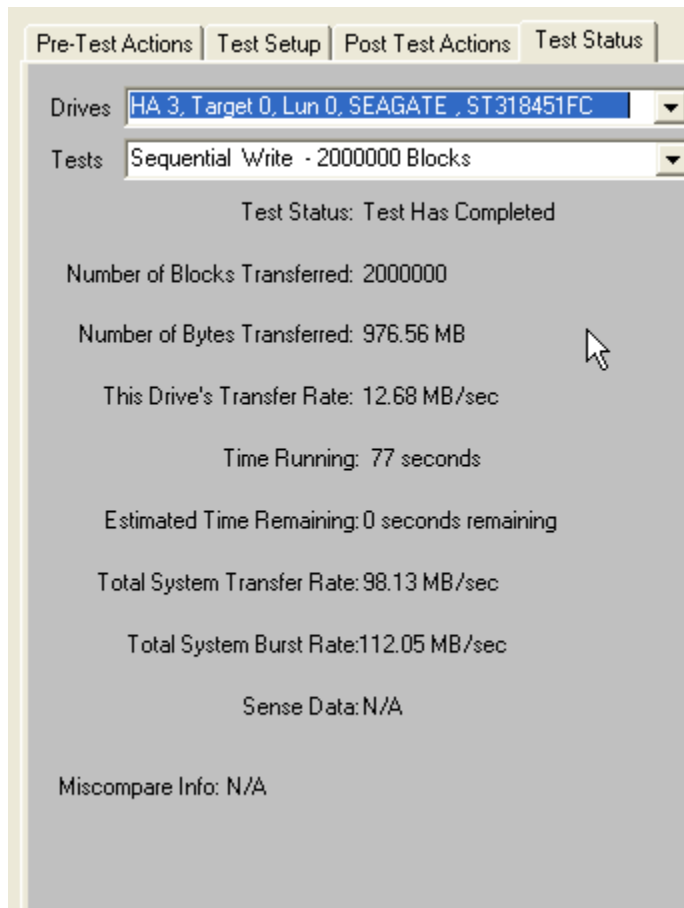 Pre-Test Actions Test Setup Post Test Actions Test Status
Drives HA 3, Target 0, Lun 0, SEAGATE , ST318451FC
Tests Sequential Write - 2000000 Blocks
Test Status: Test Has Completed
Number of Blocks Transferred: 2000000
Number of Bytes Transferred: 976.56 MB
This Drive's Transfer Rate: 12.68 MB/sec
Time Running: 77 seconds
Estimated Time Remaining: 0 seconds remaining
Total System Transfer Rate: 98.13 MB/sec
Total System Burst Rate:112.05 MB/sec
Sense Data: N/A
Miscompare Info: N/A